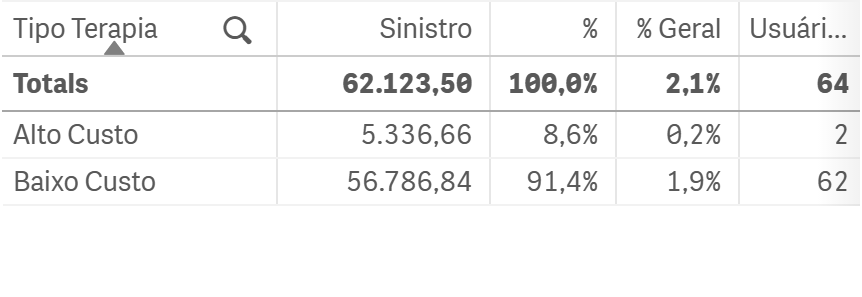 Tipo Terapia Sinistro % % Geral Usuári...
Totals 62.123,50 100,0% 2,1% 64
Alto Custo 5.336,66 8,6% 0,2% 2
Baixo Custo 56.786,84 91,4% 1,9% 62